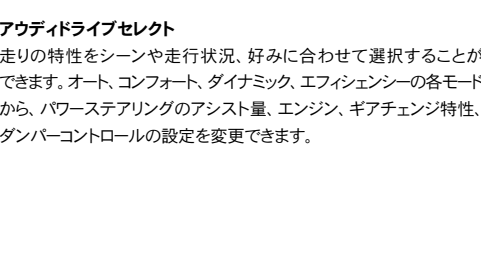 アウディドライブセレクト
走りの特性をシーンや走行状況、好みに合わせて選択することが
できます。オート、コンフォート、ダイナミック、エフィシェンシーの各モード
から、パワーステアリングのアシスト量、エンジン、ギアチェンジ特性、
ダンパーコントロールの設定を変更できます。